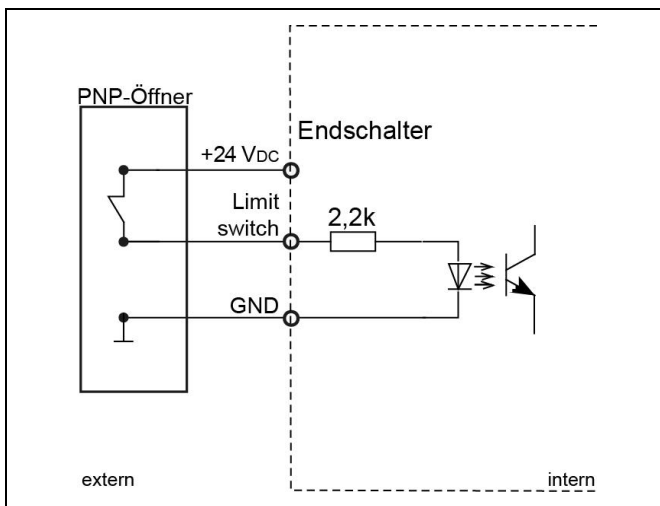 PNP-Öffner
+24 VDC
Endschalter
Limit
switch
2,2k
GND
extern
intern